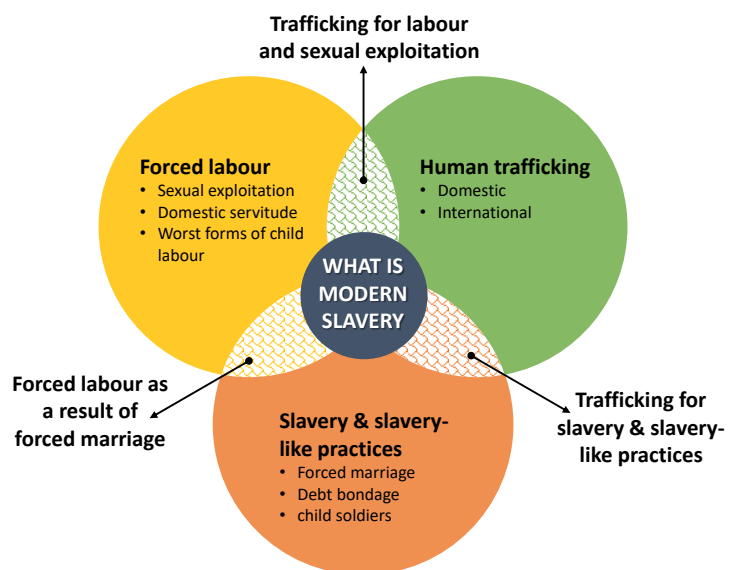 Trafficking for labour
and sexual exploitation
Forced labour
• Sexual exploitation
• Domestic servitude
• Worst forms of child
labour
Human trafficking
• Domestic
• International
WHAT IS
MODERN
SLAVERY
Forced labour as
a result of
forced marriage
Slavery & slavery-
like practices
• Forced marriage
• Debt bondage
• child soldiers
Trafficking for
slavery & slavery-
like practices